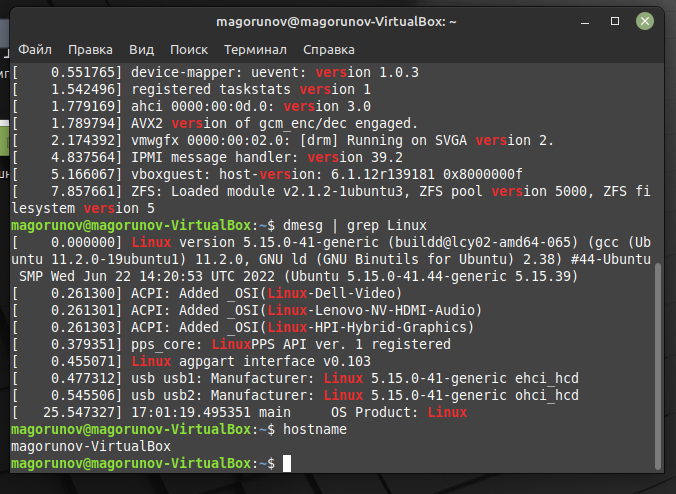 magorunov@magorunov-VirtualBox: ~
Файл Правка Вид Поиск Терминал Справка
[    0.551765] device-mapper: uevent: version 1.0.3
[    1.542496] registered taskstats version 1
[    1.779169] ahci 0000:00:0d.0: version 3.0
[    1.789794] AVX2 version of gcm_enc/dec engaged.
[    2.174392] vmwgfx 0000:00:02.0: [drm] Running on SVGA version 2.
[    4.837564] IPMI message handler: version 39.2
[    5.166067] vboxguest: host-version: 6.1.12r139181 0x8000000f
[    7.857661] ZFS: Loaded module v2.1.2-1ubuntu3, ZFS pool version 5000, ZFS fi
lesystem version 5
magorunov@magorunov-VirtualBox:~$ dmesg | grep Linux
[    0.000000] Linux version 5.15.0-41-generic (buildd@lcy02-amd64-065) (gcc (Ub
untu 11.2.0-19ubuntu1) 11.2.0, GNU ld (GNU Binutils for Ubuntu) 2.38) #44-Ubuntu
 SMP Wed Jun 22 14:20:53 UTC 2022 (Ubuntu 5.15.0-41.44-generic 5.15.39)
[    0.261300] ACPI: Added _OSI(Linux-Dell-Video)
[    0.261301] ACPI: Added _OSI(Linux-Lenovo-NV-HDMI-Audio)
[    0.261303] ACPI: Added _OSI(Linux-HPI-Hybrid-Graphics)
[    0.379351] pps_core: LinuxPPS API ver. 1 registered
[    0.455071] Linux agpgart interface v0.103
[    0.477312] usb usb1: Manufacturer: Linux 5.15.0-41-generic ehci_hcd
[    0.545506] usb usb2: Manufacturer: Linux 5.15.0-41-generic ohci_hcd
[   25.547327] 17:01:19.495351 main     OS Product: Linux
magorunov@magorunov-VirtualBox:~$ hostname
magorunov-VirtualBox
magorunov@magorunov-VirtualBox:~$